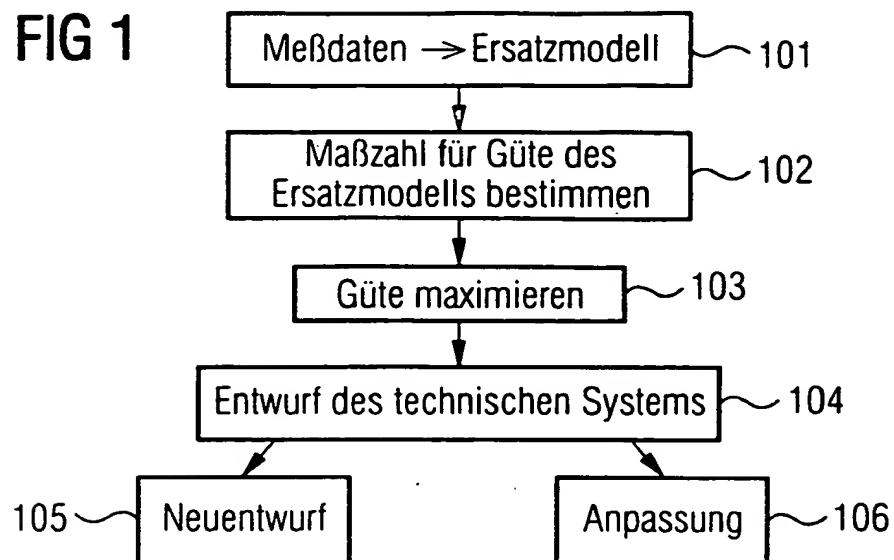 FIG 1
Meßdaten → Ersatzmodell
101
Maßzahl für Güte des
Ersatzmodells bestimmen
102
Güte maximieren
103
Entwurf des technischen Systems
104
105
Neuentwurf
Anpassung
106